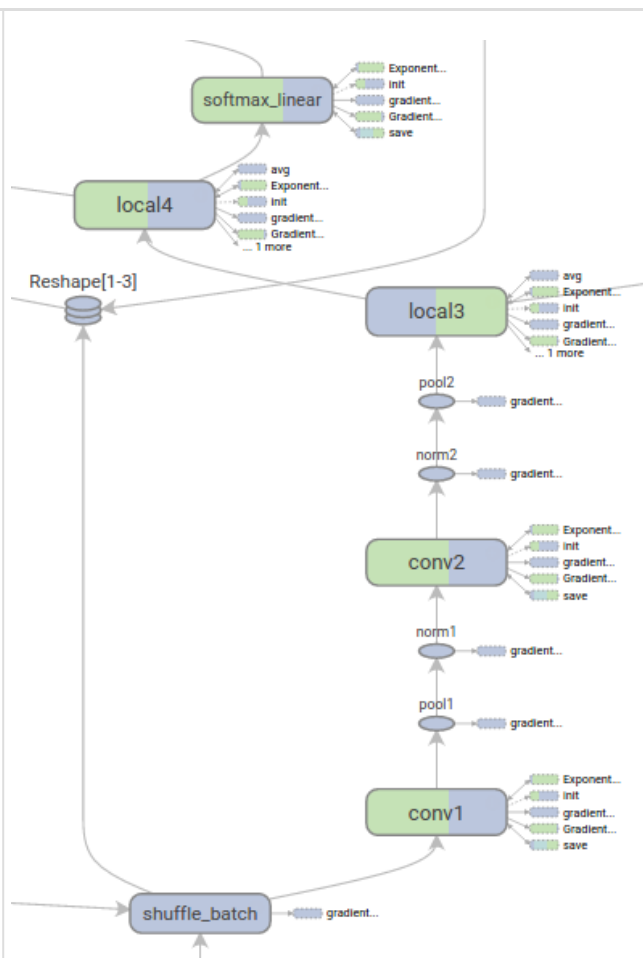 Exponent...
init
softmax_linear
gradient...
Gradient...
save
avg
Exponent...
local4
init
gradient...
Gradient...
... 1 more
Reshape[1-3]
avg
Exponent...
local3
init
gradient...
Gradient...
... 1 more
pool2
gradient...
norm2
gradient...
Exponent...
init
conv2
gradient...
Gradient...
save
norm1
gradient...
pool1
gradient...
Exponent...
init
conv1
gradient...
Gradient...
save
shuffle_batch
gradient...